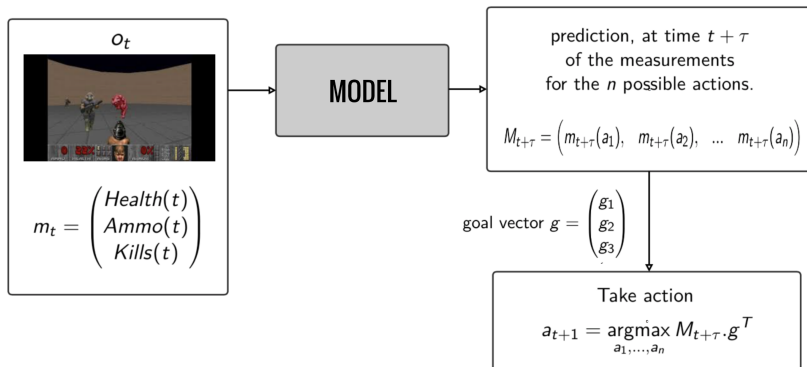 o_t
m_t = (Health(t)
Ammo(t)
Kills(t))
MODEL
prediction, at time t + τ
of the measurements
for the n possible actions.
M_{t+τ} = (m_{t+τ}(a_1), m_{t+τ}(a_2), ... m_{t+τ}(a_n))
goal vector g = (g_1
g_2
g_3)
Take action
a_{t+1} = argmax M_{t+τ}.g^T
a_1,...,a_n